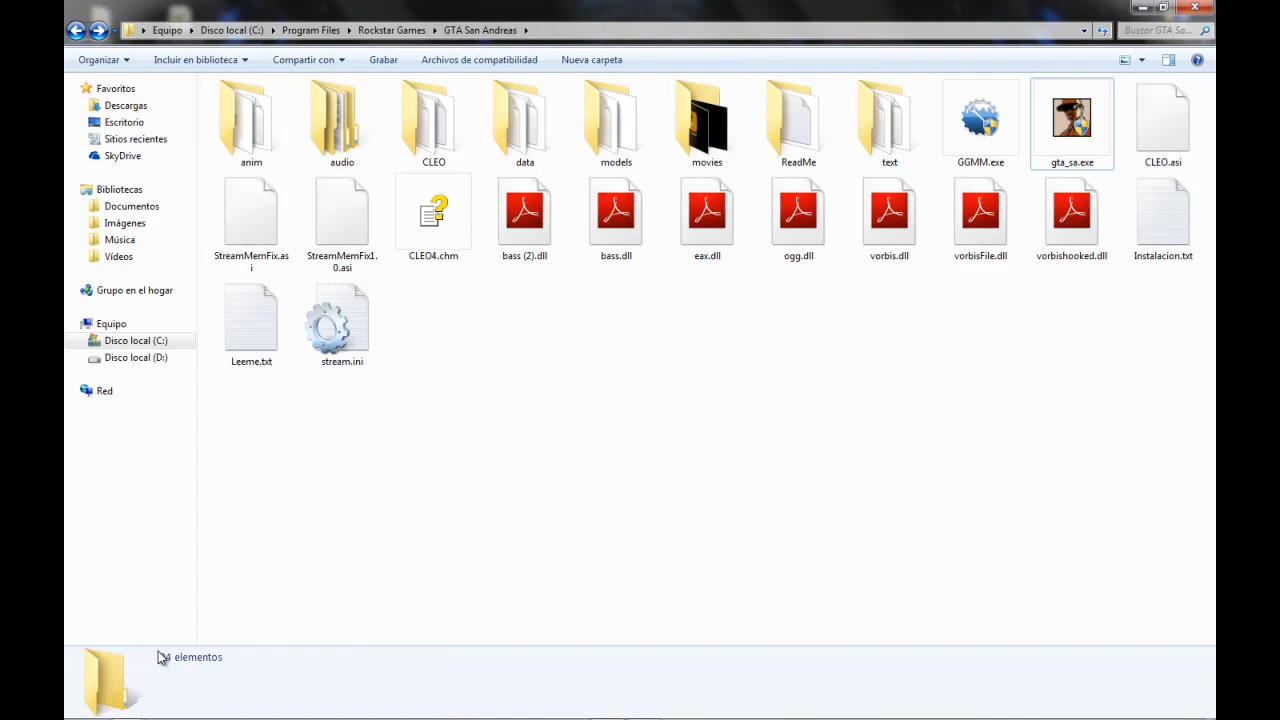 Equipo Disco local (C:) Program Files Rockstar Games GTA San Andreas
Buscar GTA Sa...
Organizar Incluir en biblioteca Compartir con Grabar Archivos de compatibilidad Nueva carpeta
Favoritos
Descargas
Escritorio
Sitios recientes
SkyDrive
Bibliotecas
Documentos
Imágenes
Música
Vídeos
Grupo en el hogar
Equipo
Disco local (C:)
Disco local (D:)
Red
anim audio CLEO data models movies ReadMe text GGMM.exe gta_sa.exe CLEO.asi
StreamMemFix.asi StreamMemFix1.0.asi CLEO4.chm bass (2).dll bass.dll eax.dll ogg.dll vorbis.dll vorbisFile.dll vorbishooked.dll Instalacion.txt
Leeme.txt stream.ini
elementos